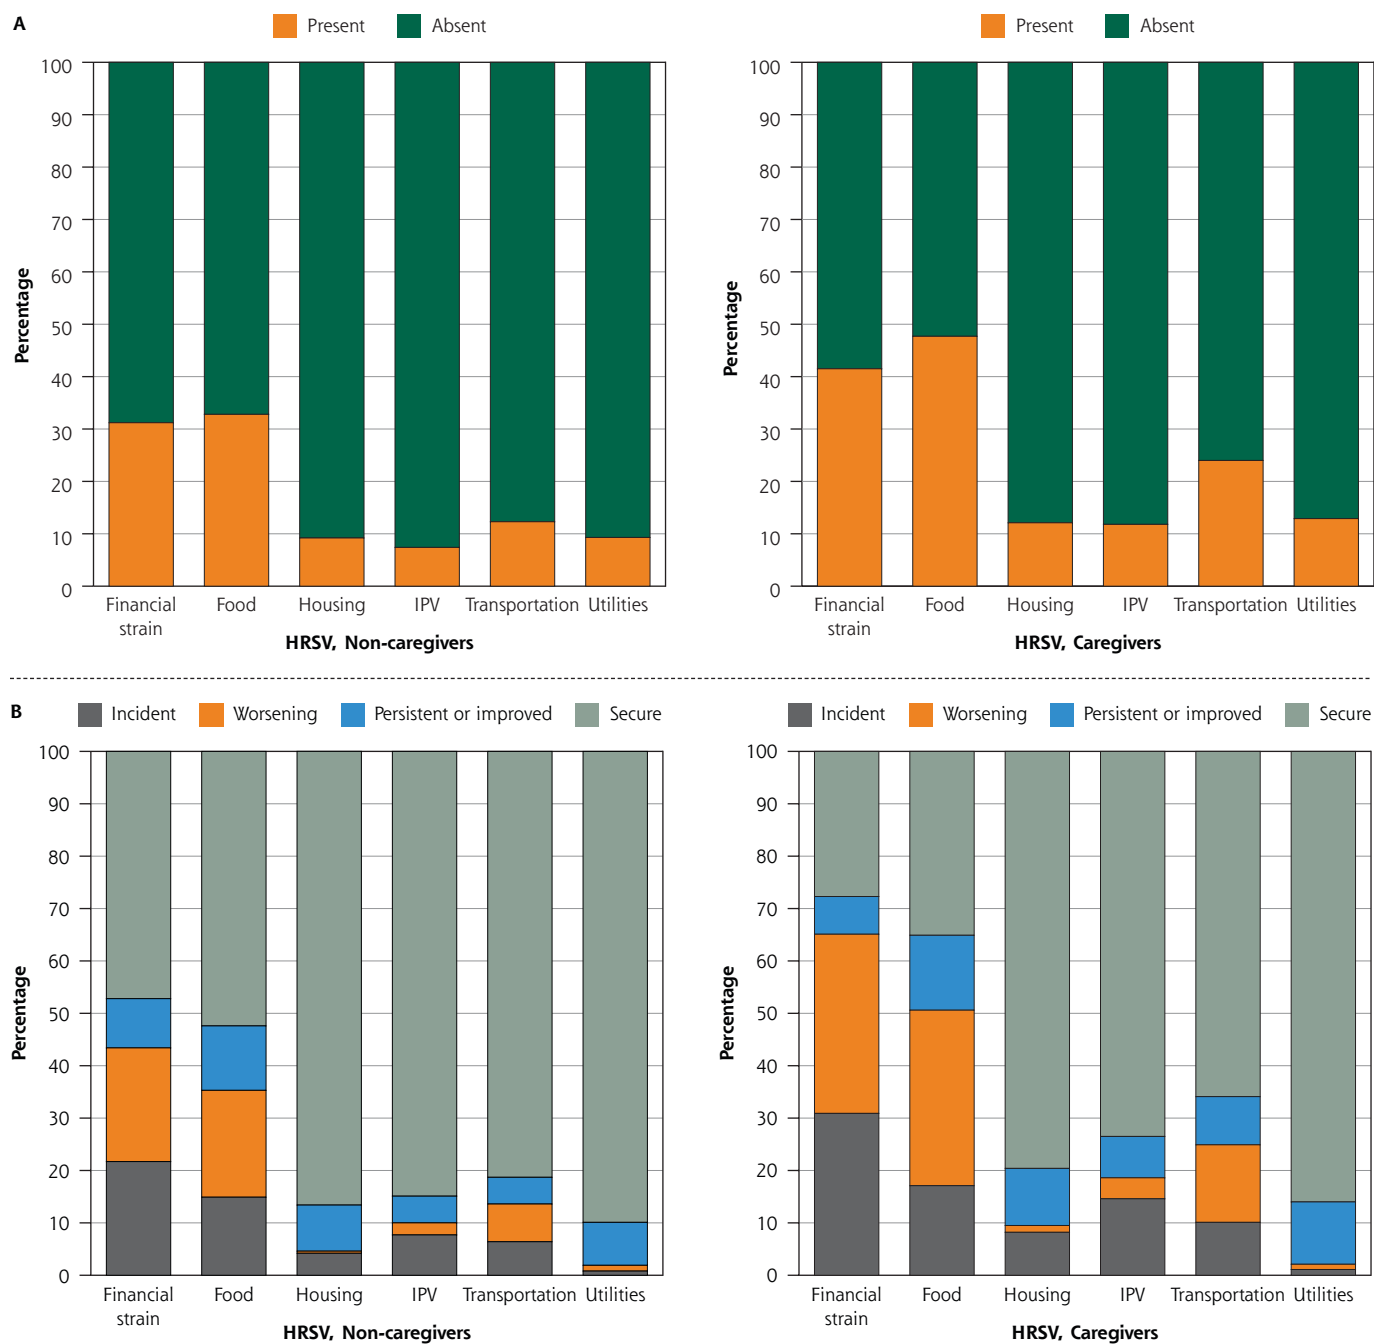 A
Present Absent
Present Absent
100
90
80
70
60
50
40
30
20
10
0
Percentage
Financial strain Food Housing IPV Transportation Utilities
HRSV, Non-caregivers
100
90
80
70
60
50
40
30
20
10
0
Percentage
Financial strain Food Housing IPV Transportation Utilities
HRSV, Caregivers
B
Incident Worsening Persistent or improved Secure
Incident Worsening Persistent or improved Secure
100
90
80
70
60
50
40
30
20
10
0
Percentage
Financial strain Food Housing IPV Transportation Utilities
HRSV, Non-caregivers
100
90
80
70
60
50
40
30
20
10
0
Percentage
Financial strain Food Housing IPV Transportation Utilities
HRSV, Caregivers